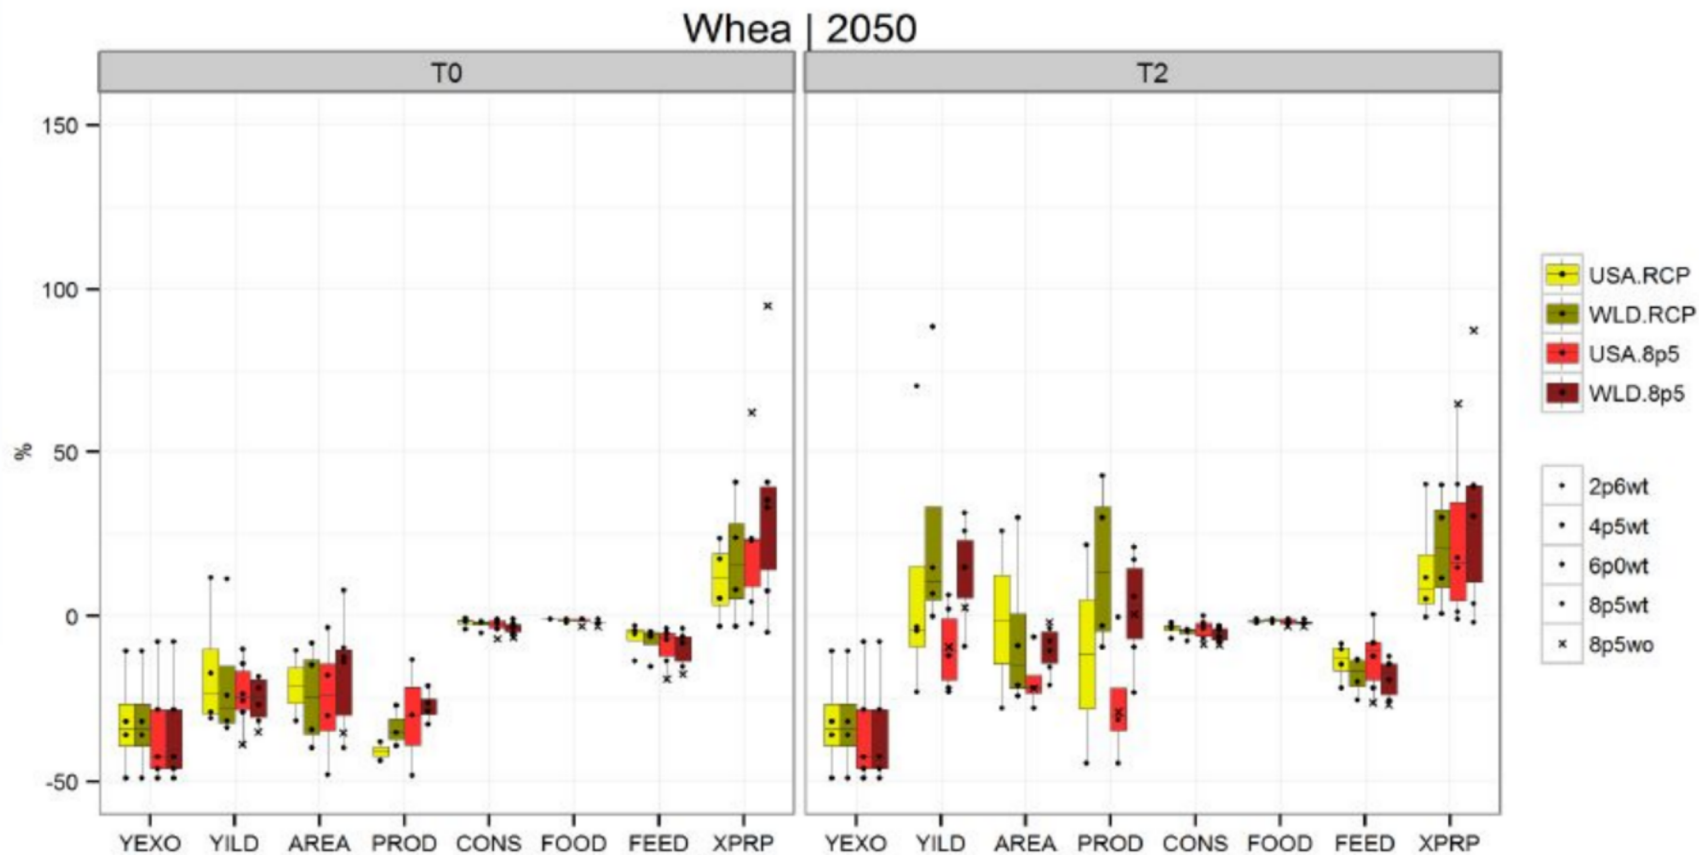 Whea | 2050
T0
T2
150
100
50
0
-50
%
YEXO YILD AREA PROD CONS FOOD FEED XPRP
YEXO YILD AREA PROD CONS FOOD FEED XPRP
USA.RCP
WLD.RCP
USA.8p5
WLD.8p5
2p6wt
4p5wt
6p0wt
8p5wt
8p5wo